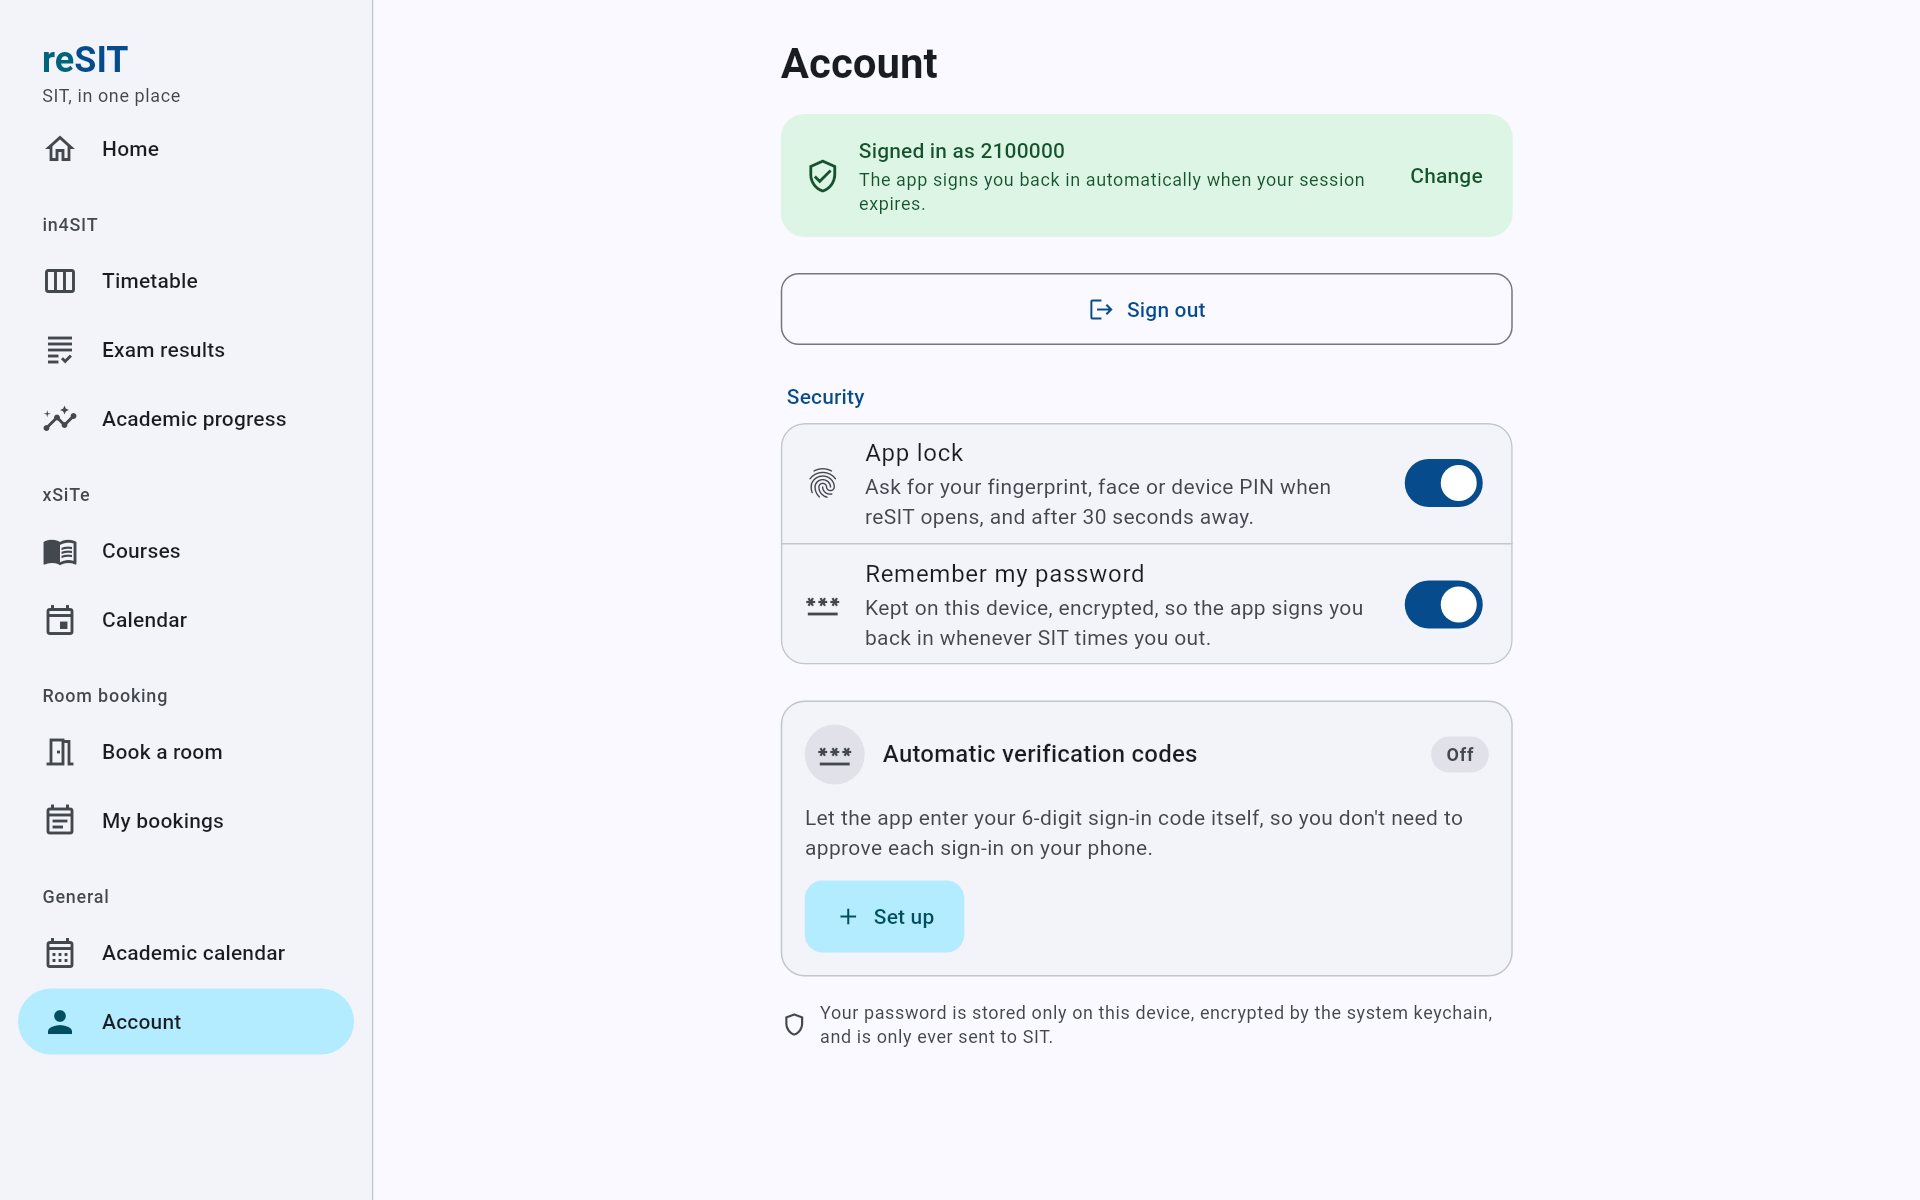 reSIT
SIT, in one place
Home
in4SIT
Timetable
Exam results
Academic progress
xSiTe
Courses
Calendar
Room booking
Book a room
My bookings
General
Academic calendar
Account
Account
Signed in as 2100000
The app signs you back in automatically when your session
expires.
Change
Sign out
Security
App lock
Ask for your fingerprint, face or device PIN when
reSIT opens, and after 30 seconds away.
Remember my password
Kept on this device, encrypted, so the app signs you
back in whenever SIT times you out.
Automatic verification codes
Off
Let the app enter your 6-digit sign-in code itself, so you don't need to
approve each sign-in on your phone.
Set up
Your password is stored only on this device, encrypted by the system keychain,
and is only ever sent to SIT.